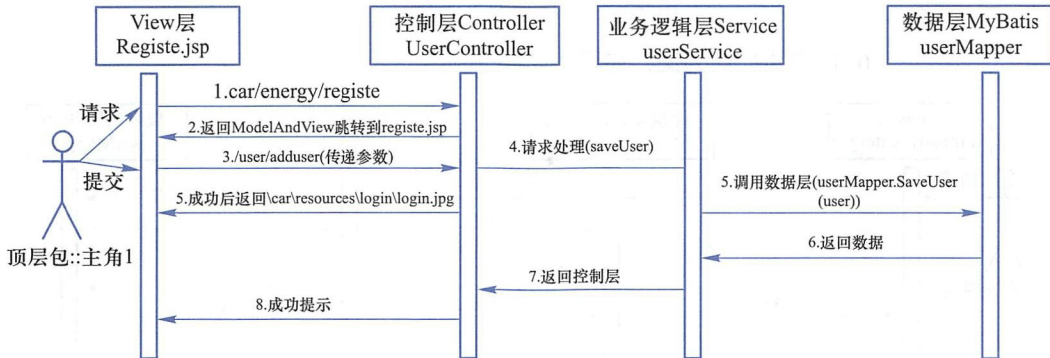 View层
Registe.jsp
控制层Controller
UserController
业务逻辑层Service
userService
数据层MyBatis
userMapper
请求
1.car/energy/registe
2.返回ModelAndView跳转到registe.jsp
3./user/adduser(传递参数)
4.请求处理(saveUser)
提交
5.成功后返回\car\resources\login\login.jpg
5.调用数据层(userMapper.SaveUser
(user))
6.返回数据
顶层包::主角1
7.返回控制层
8.成功提示